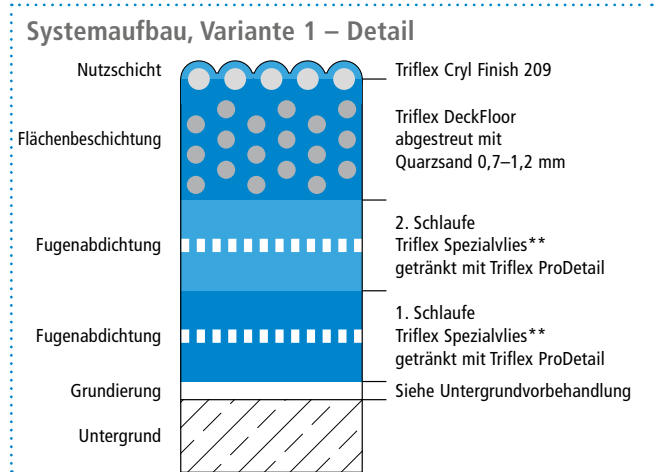 Systemaufbau, Variante 1 – Detail
Nutzschicht
Triflex Cryl Finish 209
Flächenbeschichtung
Triflex DeckFloor
abgestreut mit
Quarzsand 0,7–1,2 mm
Fugenabdichtung
2. Schlaufe
Triflex Spezialvlies**
getränkt mit Triflex ProDetail
Fugenabdichtung
1. Schlaufe
Triflex Spezialvlies**
getränkt mit Triflex ProDetail
Grundierung
Siehe Untergrundvorbehandlung
Untergrund